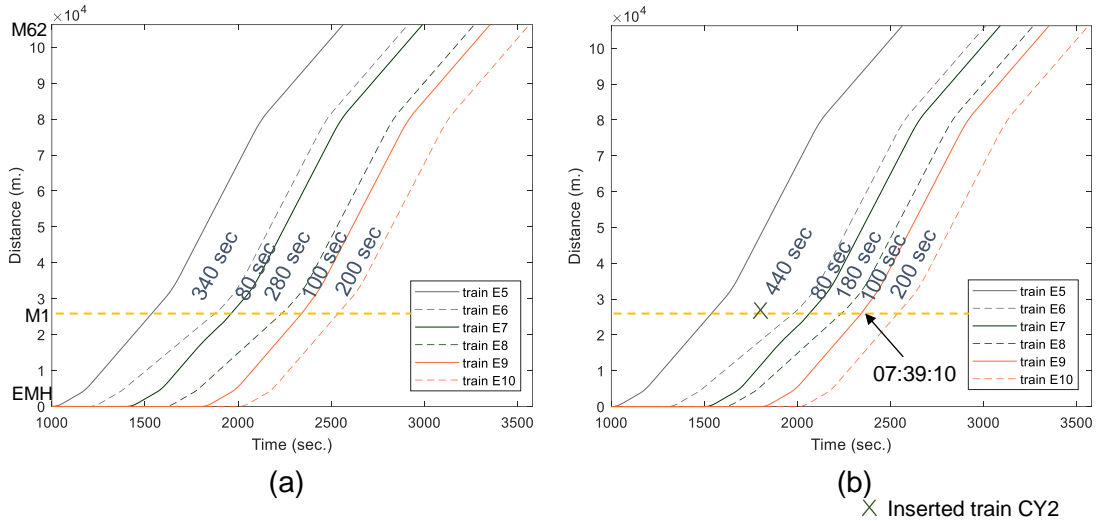 ×10⁴
M62
10
9
8
7
6
5
4
3
M1
2
1
EMH
0
Distance (m.)
340 sec
80 sec
280 sec
100 sec
200 sec
train E5
train E6
train E7
train E8
train E9
train E10
1000 1500 2000 2500 3000 3500
Time (sec.)
(a)
×10⁴
10
9
8
7
6
5
4
3
2
1
0
Distance (m.)
440 sec
80 sec
180 sec
100 sec
200 sec
07:39:10
train E5
train E6
train E7
train E8
train E9
train E10
1000 1500 2000 2500 3000 3500
Time (sec.)
(b)
Inserted train CY2